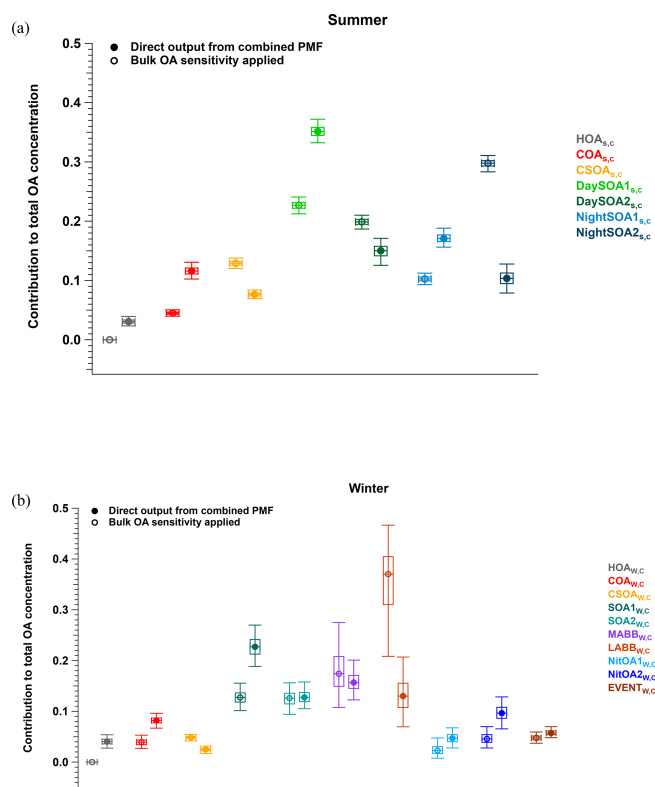 (a)
Summer
Contribution to total OA concentration
0.5
0.4
0.3
0.2
0.1
0.0
Direct output from combined PMF
Bulk OA sensitivity applied
HOAs,c
COAs,c
CSOAs,c
DaySOA1s,c
DaySOA2s,c
NightSOA1s,c
NightSOA2s,c
(b)
Winter
Contribution to total OA concentration
0.5
0.4
0.3
0.2
0.1
0.0
Direct output from combined PMF
Bulk OA sensitivity applied
HOAW,C
COAW,C
CSOAW,C
SOA1W,C
SOA2W,C
MABBW,C
LABBW,C
NitOA1W,C
NitOA2W,C
EVENTW,C